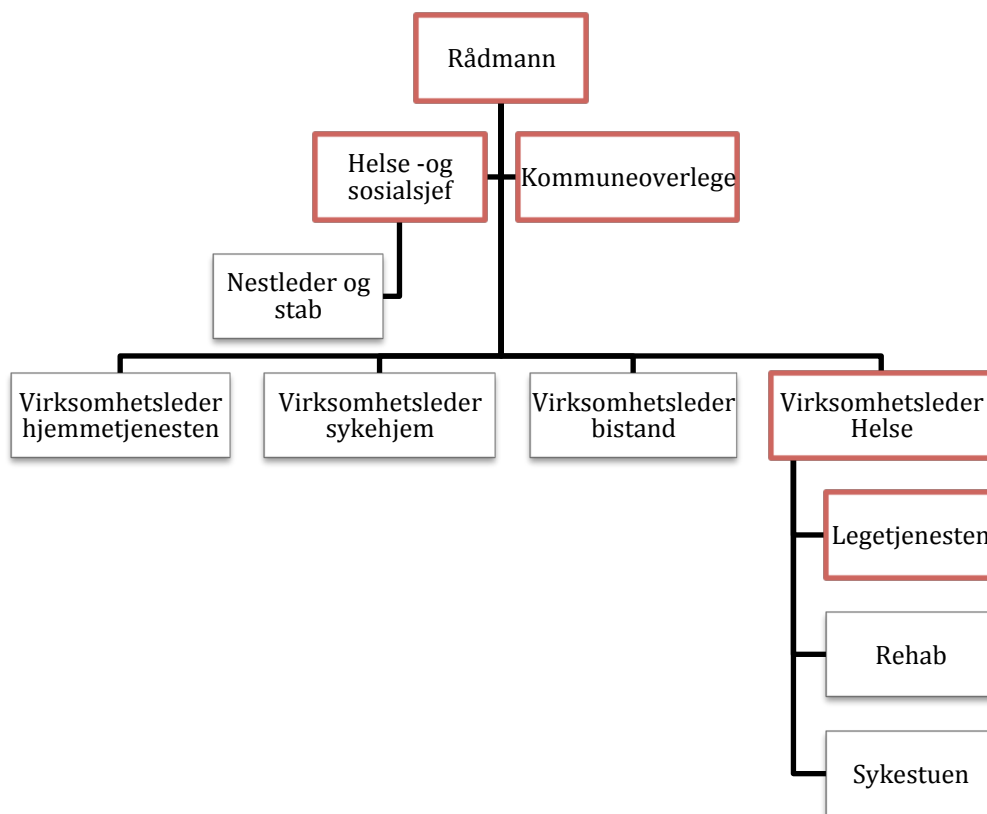 Rådmann
Helse -og
sosialsjef
Kommuneoverlege
Nestleder og
stab
Virksomhetsleder
hjemmetjenesten
Virksomhetsleder
sykehjem
Virksomhetsleder
bistand
Virksomhetsleder
Helse
Legetjenesten
Rehab
Sykestuen